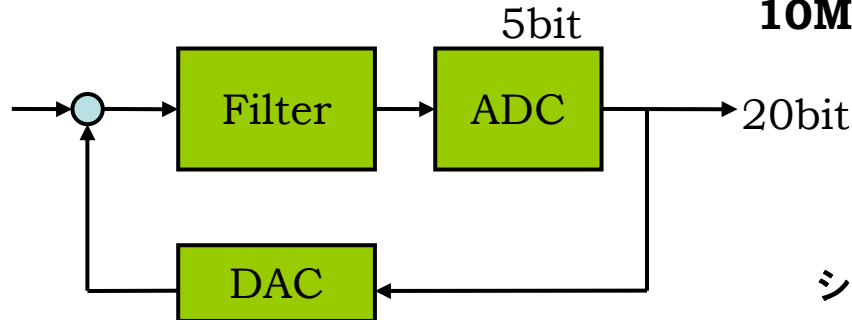 5bit
10M
Filter
ADC
20bit
DAC
シ